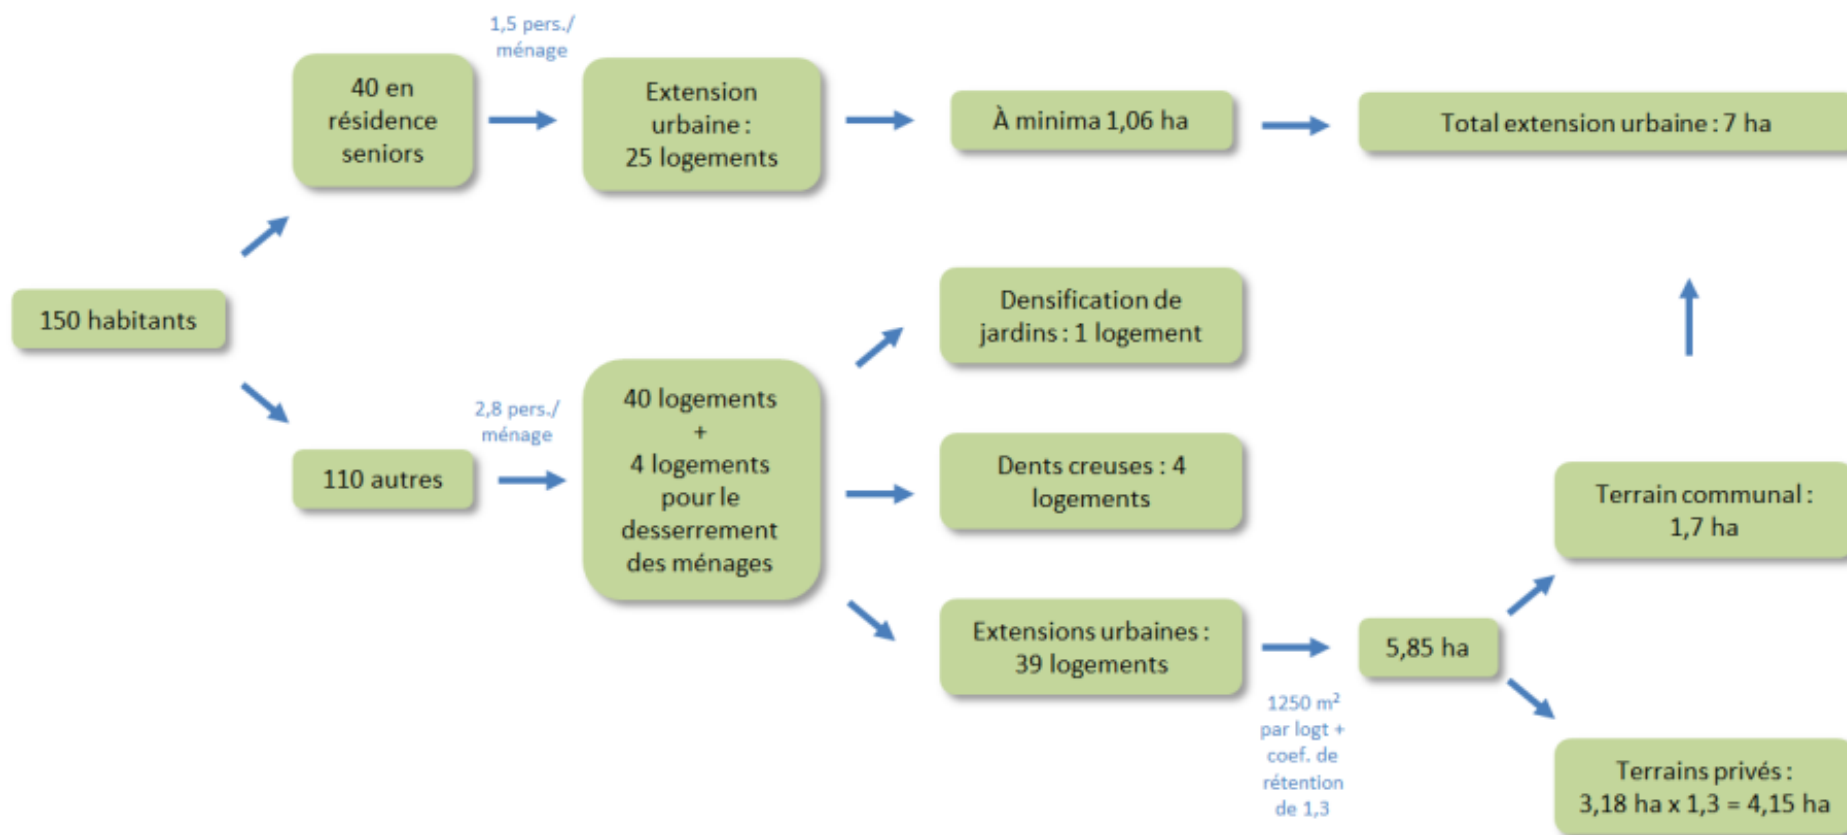 1,5 pers./
ménage
40 en
résidence
seniors
Extension
urbaine :
25 logements
À minima 1,06 ha
Total extension urbaine : 7 ha
150 habitants
Densification de
jardins : 1 logement
2,8 pers./
ménage
110 autres
40 logements
+
4 logements
pour le
desserrement
des ménages
Dents creuses : 4
logements
Terrain communal :
1,7 ha
Extensions urbaines :
39 logements
5,85 ha
1250 m²
par logt +
coef. de
rétention
de 1,3
Terrains privés :
3,18 ha x 1,3 = 4,15 ha